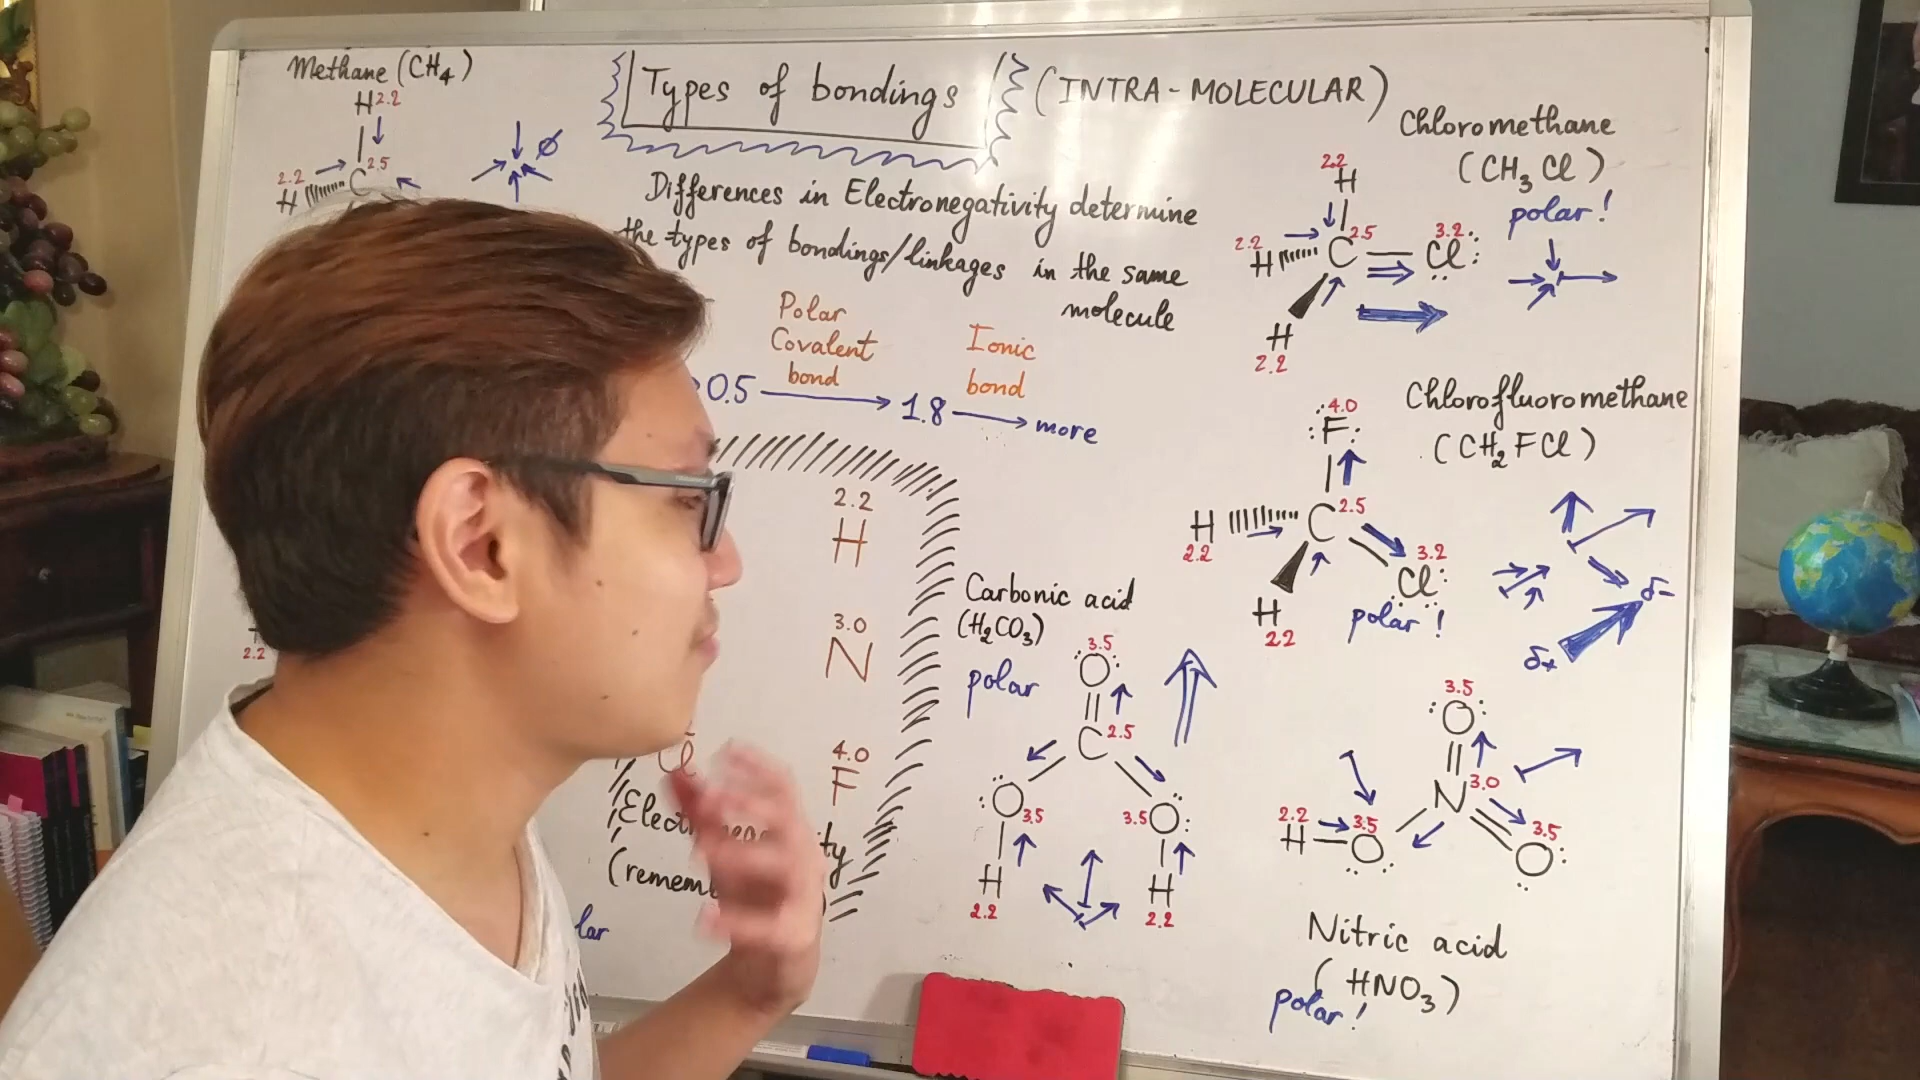 Methane (CH4)
H 2.2
2.2
H
C 2.5
Ø
Types of bondings
(INTRA-MOLECULAR)
Differences in Electronegativity determine
the types of bondings/linkages in the same
molecule
Polar
Covalent
bond
Ionic
bond
0.5
1.8
more
2.2
H
3.0
N
4.0
F
2.2
lar
Chloromethane
(CH3Cl)
polar!
2.2
H
2.2
H
C 2.5
3.2
Cl
H
2.2
Chlorofluoromethane
(CH2FCl)
4.0
F
H
2.2
C 2.5
3.2
Cl
H
2.2
polar!
δ-
δ+
Carbonic acid
(H2CO3)
polar
3.5
O
C 2.5
O 3.5
3.5 O
H
2.2
H
2.2
3.5
O
N 3.0
2.2
H
3.5
O
3.5
O
Nitric acid
(HNO3)
polar!